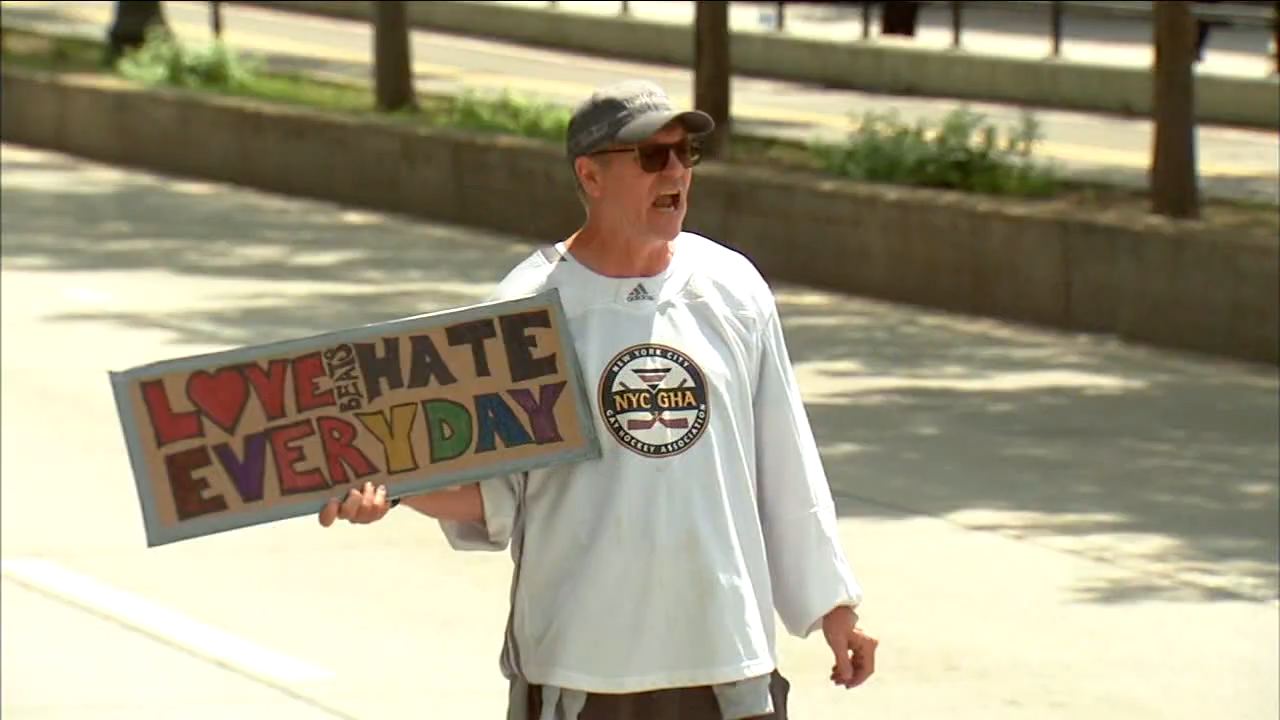 LOVE BEATS HATE
EVERYDAY
adidas
NEW YORK CITY
NYC GHA
GAY HOCKEY ASSOCIATION